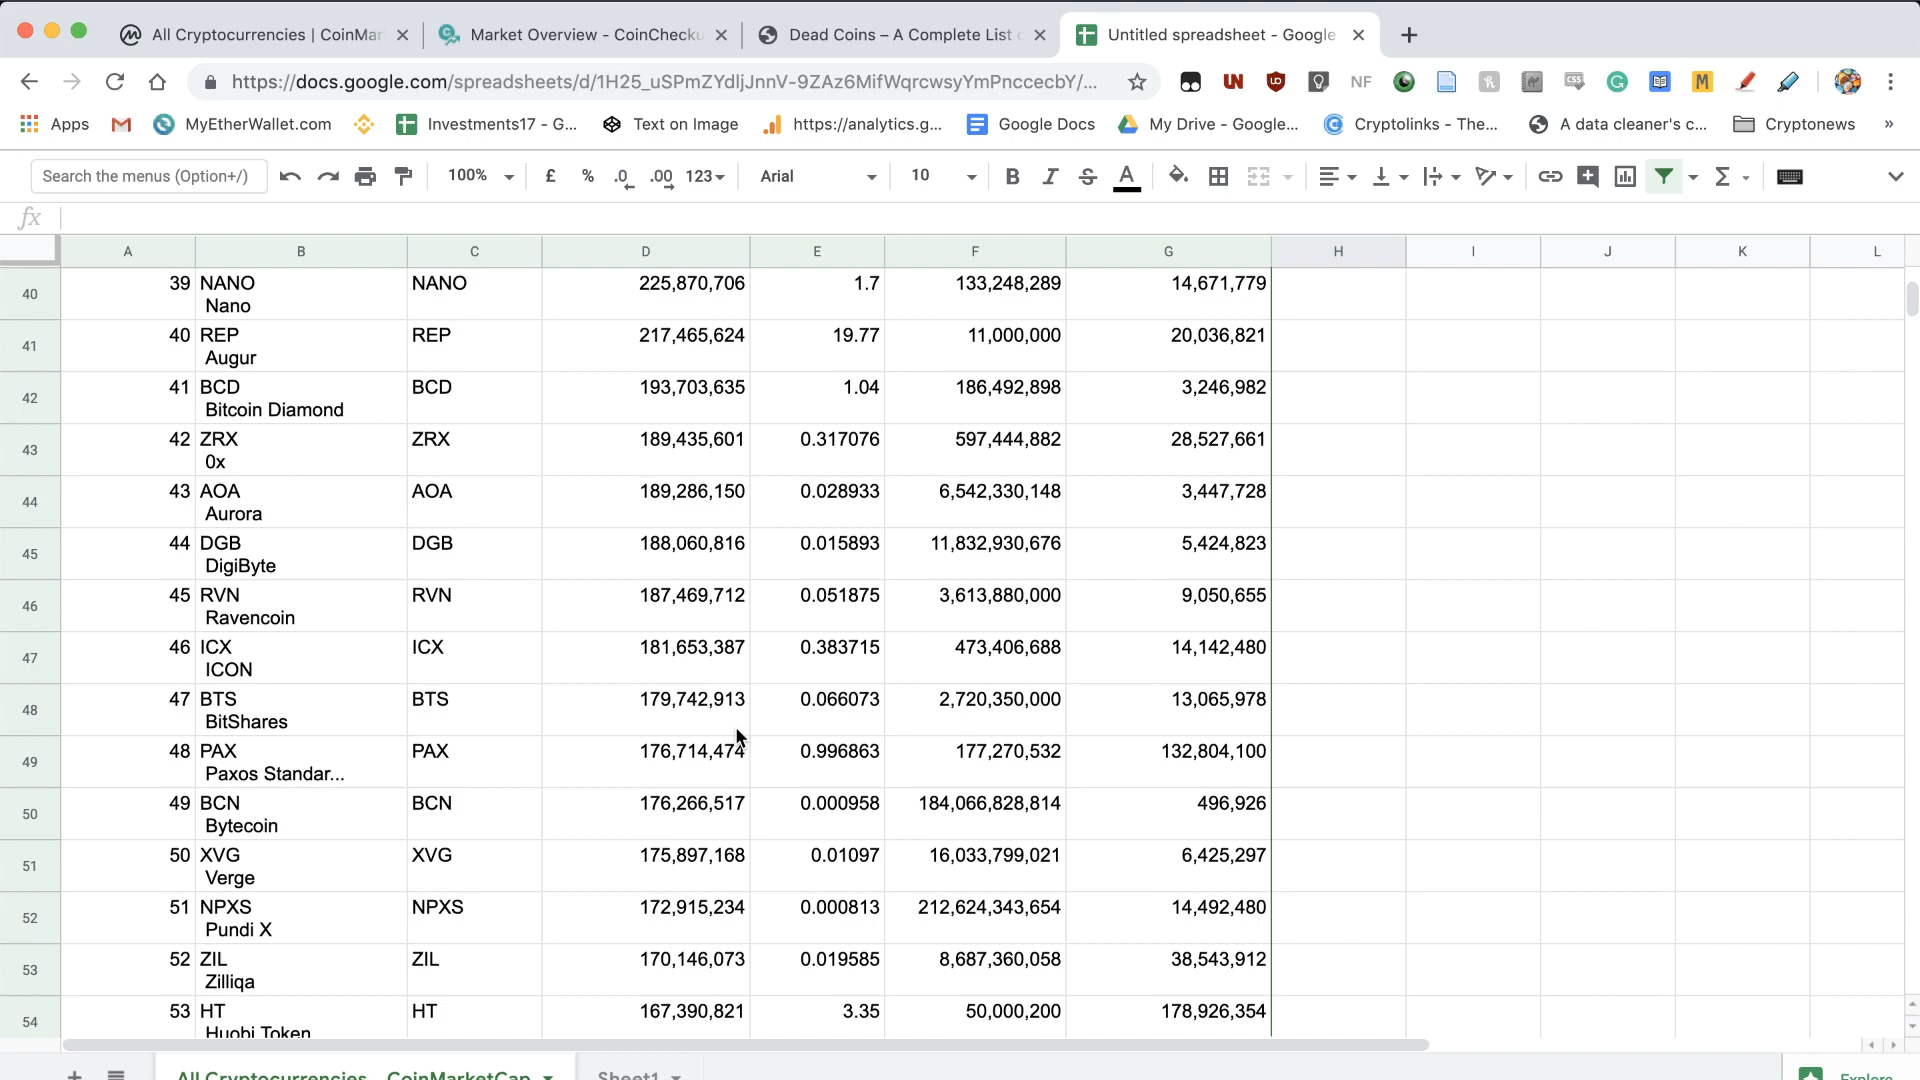 All Cryptocurrencies | CoinMar
Market Overview - CoinChecku
Dead Coins – A Complete List o
Untitled spreadsheet - Google
https://docs.google.com/spreadsheets/d/1H25_uSPmZYdljJnnV-9ZAz6MifWqrcwsyYmPnccecbY/...
UN
NF
CSS
M
Apps
MyEtherWallet.com
Investments17 - G...
Text on Image
https://analytics.g...
Google Docs
My Drive - Google...
Cryptolinks - The...
A data cleaner's c...
Cryptonews
»
Search the menus (Option+/)
100%
£
%
.0
.00
123
Arial
10
B
I
S
A
Σ
fx
A B C D E F G H I J K L
40 39 NANO NANO 225,870,706 1.7 133,248,289 14,671,779
Nano
41 40 REP REP 217,465,624 19.77 11,000,000 20,036,821
Augur
42 41 BCD BCD 193,703,635 1.04 186,492,898 3,246,982
Bitcoin Diamond
43 42 ZRX ZRX 189,435,601 0.317076 597,444,882 28,527,661
0x
44 43 AOA AOA 189,286,150 0.028933 6,542,330,148 3,447,728
Aurora
45 44 DGB DGB 188,060,816 0.015893 11,832,930,676 5,424,823
DigiByte
46 45 RVN RVN 187,469,712 0.051875 3,613,880,000 9,050,655
Ravencoin
47 46 ICX ICX 181,653,387 0.383715 473,406,688 14,142,480
ICON
48 47 BTS BTS 179,742,913 0.066073 2,720,350,000 13,065,978
BitShares
49 48 PAX PAX 176,714,474 0.996863 177,270,532 132,804,100
Paxos Standar...
50 49 BCN BCN 176,266,517 0.000958 184,066,828,814 496,926
Bytecoin
51 50 XVG XVG 175,897,168 0.01097 16,033,799,021 6,425,297
Verge
52 51 NPXS NPXS 172,915,234 0.000813 212,624,343,654 14,492,480
Pundi X
53 52 ZIL ZIL 170,146,073 0.019585 8,687,360,058 38,543,912
Zilliqa
54 53 HT HT 167,390,821 3.35 50,000,200 178,926,354
Huobi Token
All Cryptocurrencies CoinMarketCap
Sheet1
Explore